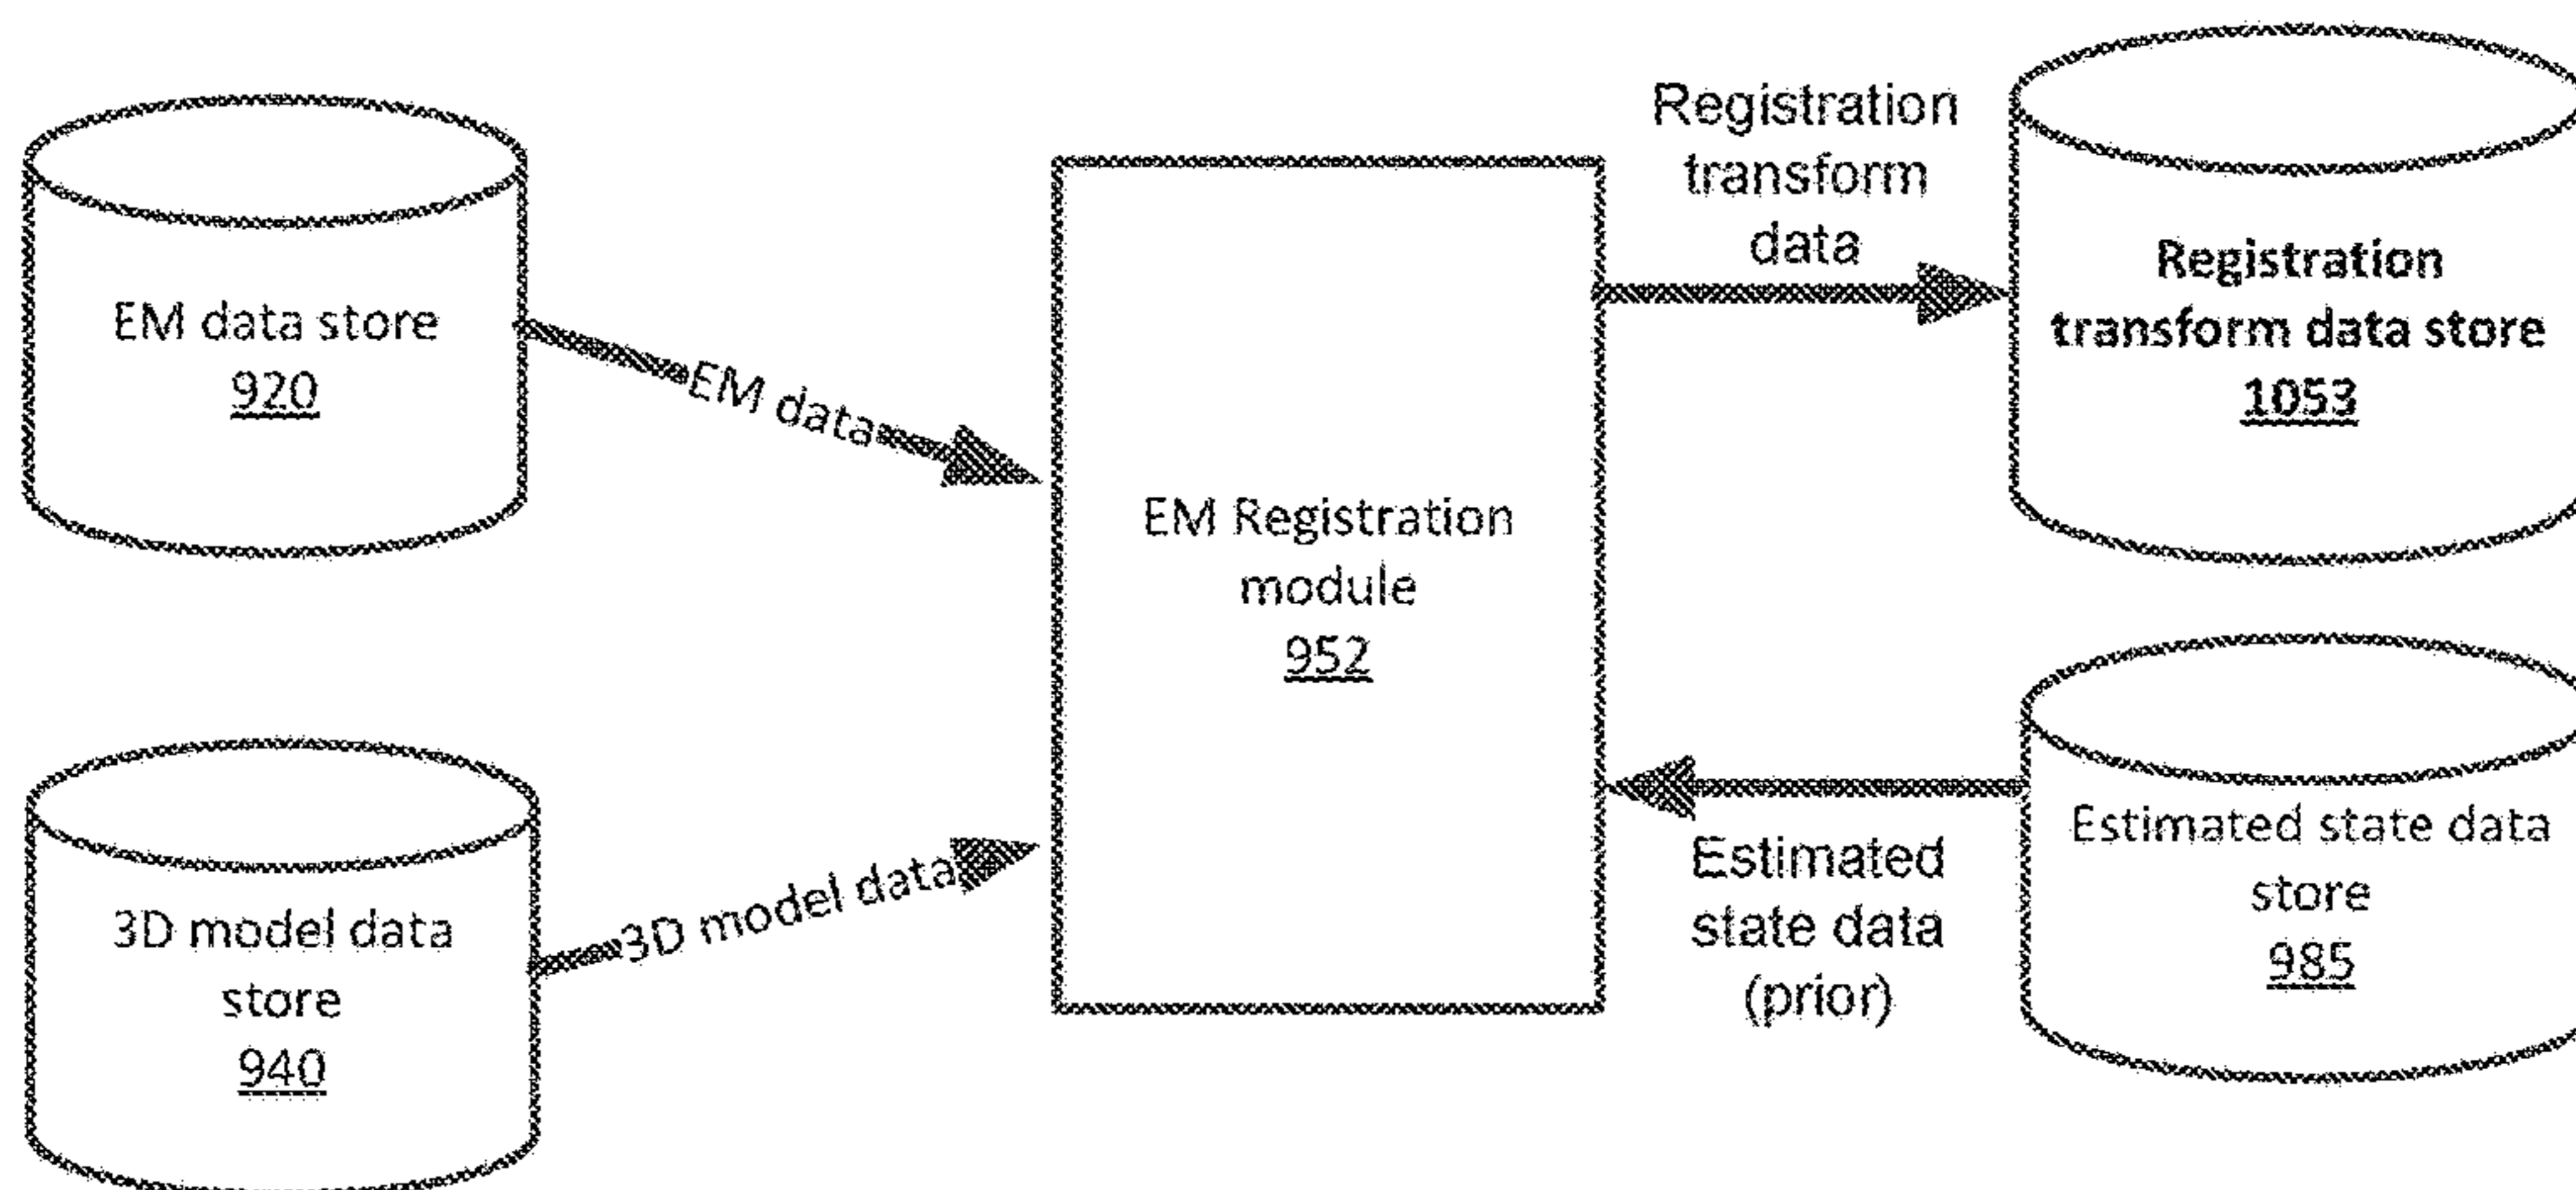 EM data store
920
EM data
3D model data
store
940
3D model data
EM Registration
module
952
Registration
transform
data
Registration
transform data store
1053
Estimated
state data
(prior)
Estimated state data
store
985